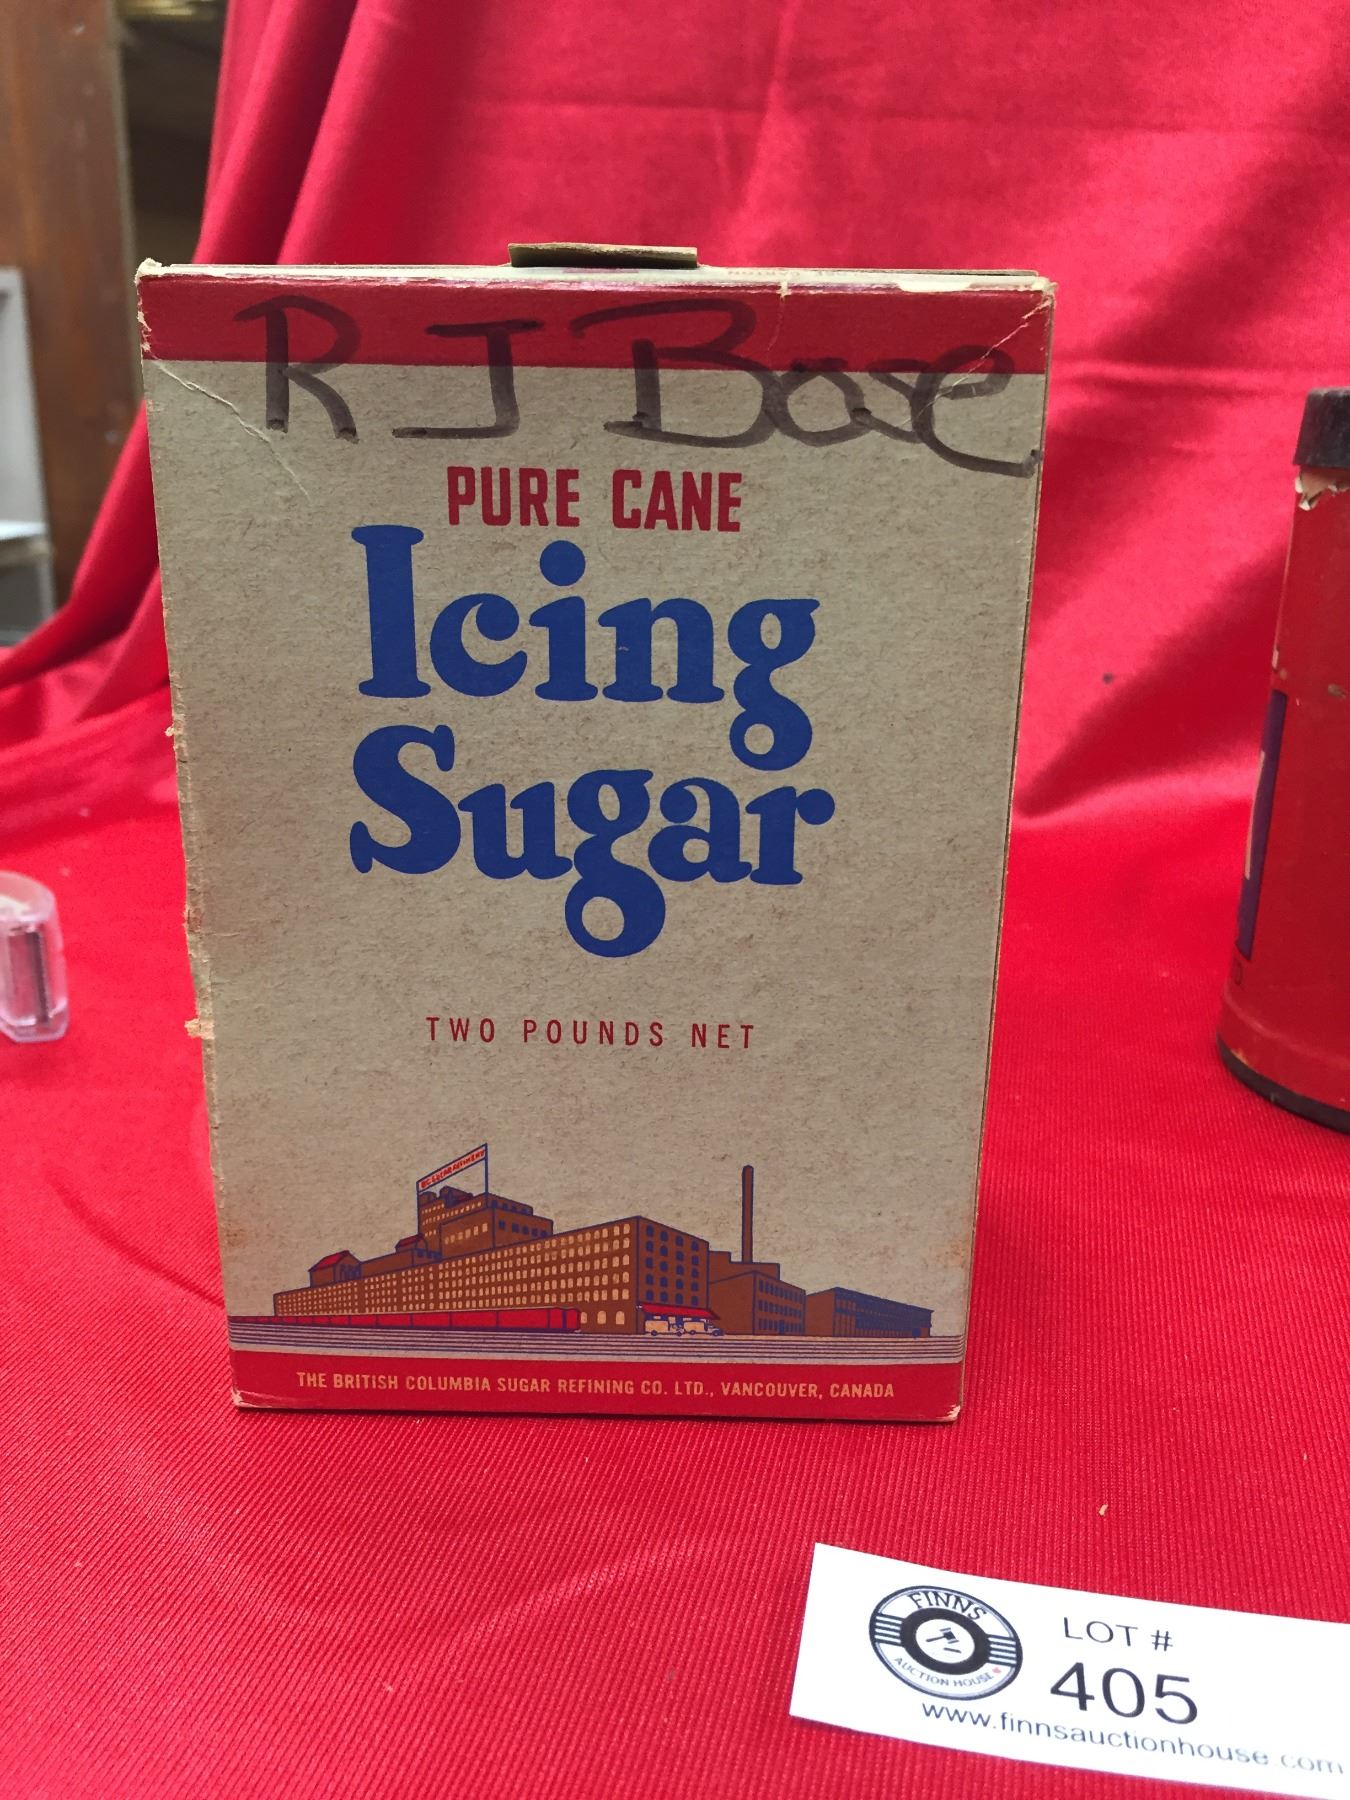 R J Bose
PURE CANE
Icing
Sugar
TWO POUNDS NET
THE BRITISH COLUMBIA SUGAR REFINING CO. LTD., VANCOUVER, CANADA
FINNS
AUCTION HOUSE
LOT #
405
www.finnsauctionhouse.com